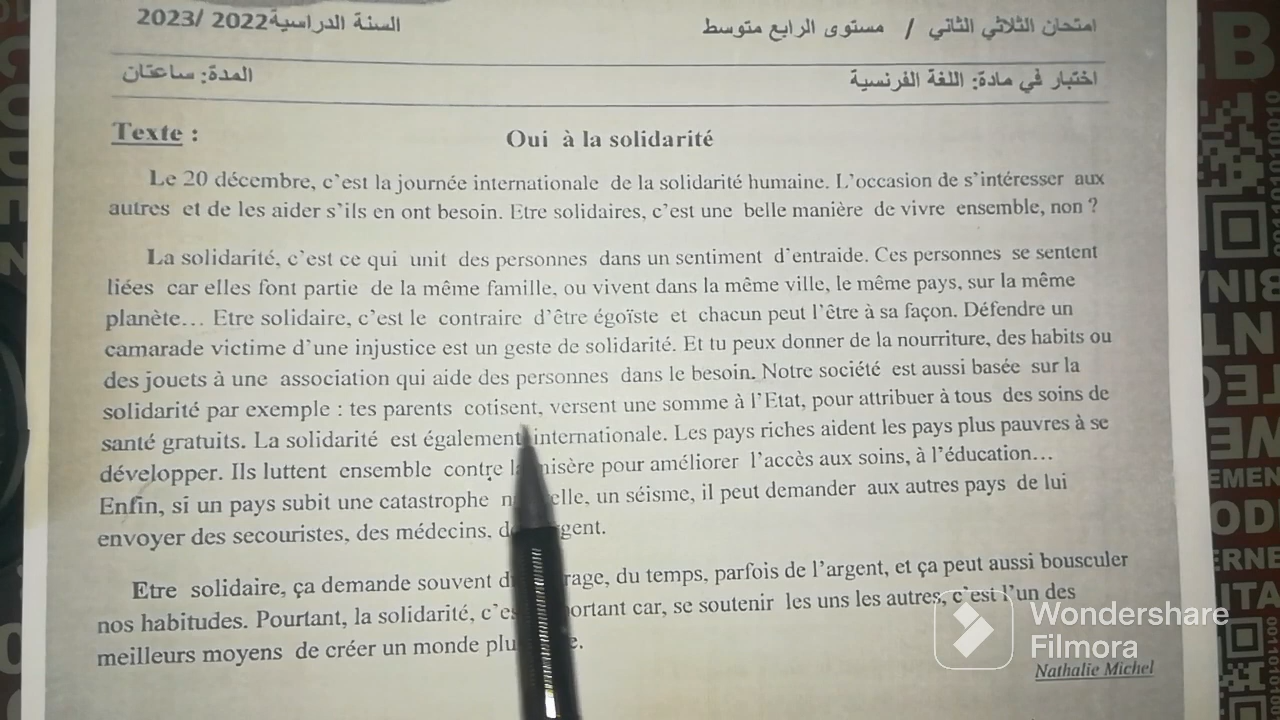 امتحان الثلاثي الثاني / مستوى الرابع متوسط السنة الدراسية 2022 /2023
اختبار في مادة: اللغة الفرنسية المدة: ساعتان
Texte : Oui à la solidarité
Le 20 décembre, c'est la journée internationale de la solidarité humaine. L'occasion de s'intéresser aux
autres et de les aider s'ils en ont besoin. Etre solidaires, c'est une belle manière de vivre ensemble, non ?
La solidarité, c'est ce qui unit des personnes dans un sentiment d'entraide. Ces personnes se sentent
liées car elles font partie de la même famille, ou vivent dans la même ville, le même pays, sur la même
planète… Etre solidaire, c'est le contraire d'être égoïste et chacun peut l'être à sa façon. Défendre un
camarade victime d'une injustice est un geste de solidarité. Et tu peux donner de la nourriture, des habits ou
des jouets à une association qui aide des personnes dans le besoin. Notre société est aussi basée sur la
solidarité par exemple : tes parents cotisent, versent une somme à l'Etat, pour attribuer à tous des soins de
santé gratuits. La solidarité est également internationale. Les pays riches aident les pays plus pauvres à se
développer. Ils luttent ensemble contre la misère pour améliorer l'accès aux soins, à l'éducation…
Enfin, si un pays subit une catastrophe un séisme, il peut demander aux autres pays de lui
envoyer des secouristes, des médecins,
Etre solidaire, ça demande souvent du temps, parfois de l'argent, et ça peut aussi bousculer
nos habitudes. Pourtant, la solidarité, car, se soutenir les uns les autres, c'est l'un des
meilleurs moyens de créer un monde
Nathalie Michel
Wondershare
Filmora